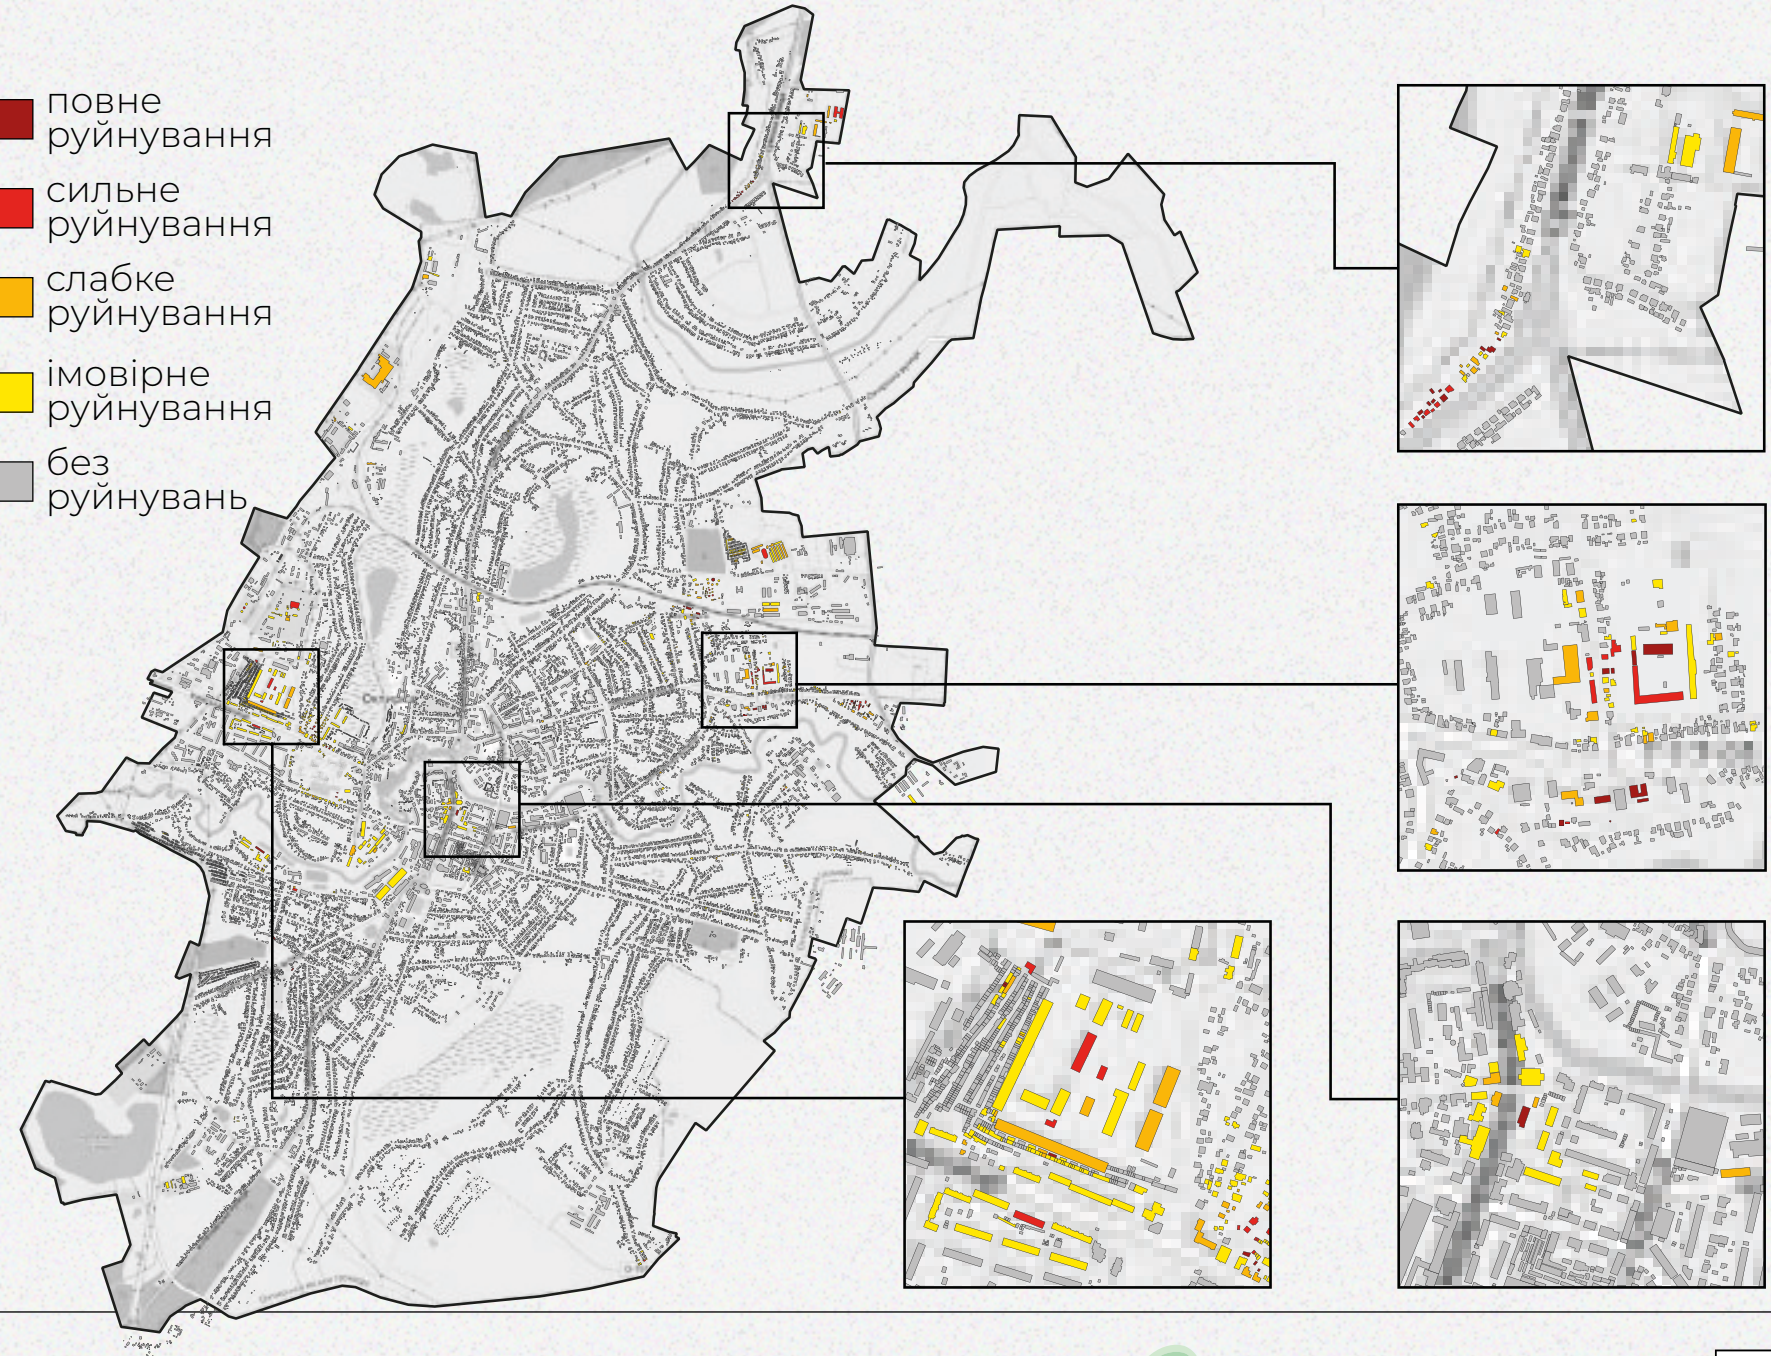 повне
руйнування
сильне
руйнування
слабке
руйнування
імовірне
руйнування
без
руйнувань